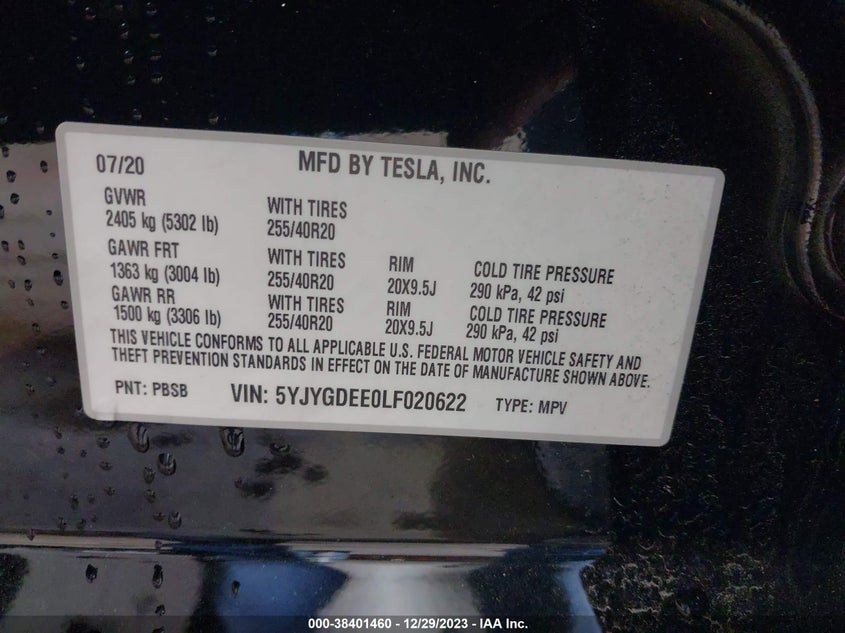 07/20 MFD BY TESLA, INC.
GVWR WITH TIRES
2405 kg (5302 lb) 255/40R20
GAWR FRT WITH TIRES RIM COLD TIRE PRESSURE
1363 kg (3004 lb) 255/40R20 20X9.5J 290 kPa, 42 psi
GAWR RR WITH TIRES RIM COLD TIRE PRESSURE
1500 kg (3306 lb) 255/40R20 20X9.5J 290 kPa, 42 psi
THIS VEHICLE CONFORMS TO ALL APPLICABLE U.S. FEDERAL MOTOR VEHICLE SAFETY AND
THEFT PREVENTION STANDARDS IN EFFECT ON THE DATE OF MANUFACTURE SHOWN ABOVE.
PNT: PBSB VIN: 5YJYGDEE0LF020622 TYPE: MPV
000-38401460 - 12/29/2023 - IAA Inc.